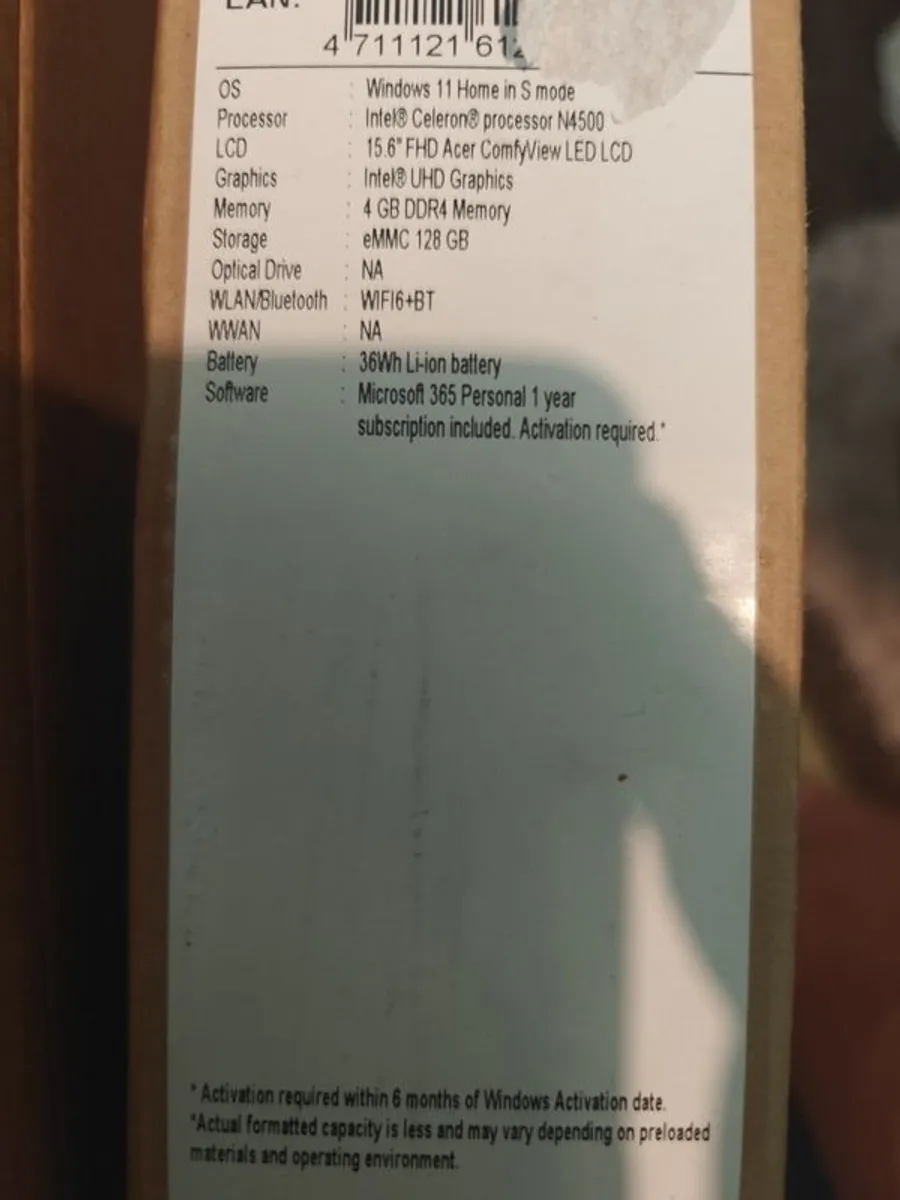 EAN:
4 711121 612
OS : Windows 11 Home in S mode
Processor : Intel® Celeron® processor N4500
LCD : 15.6" FHD Acer ComfyView LED LCD
Graphics : Intel® UHD Graphics
Memory : 4 GB DDR4 Memory
Storage : eMMC 128 GB
Optical Drive : NA
WLAN/Bluetooth : WIFI6+BT
WWAN : NA
Battery : 36Wh Li-ion battery
Software : Microsoft 365 Personal 1 year
subscription included. Activation required.*
* Activation required within 6 months of Windows Activation date.
*Actual formatted capacity is less and may vary depending on preloaded
materials and operating environment.